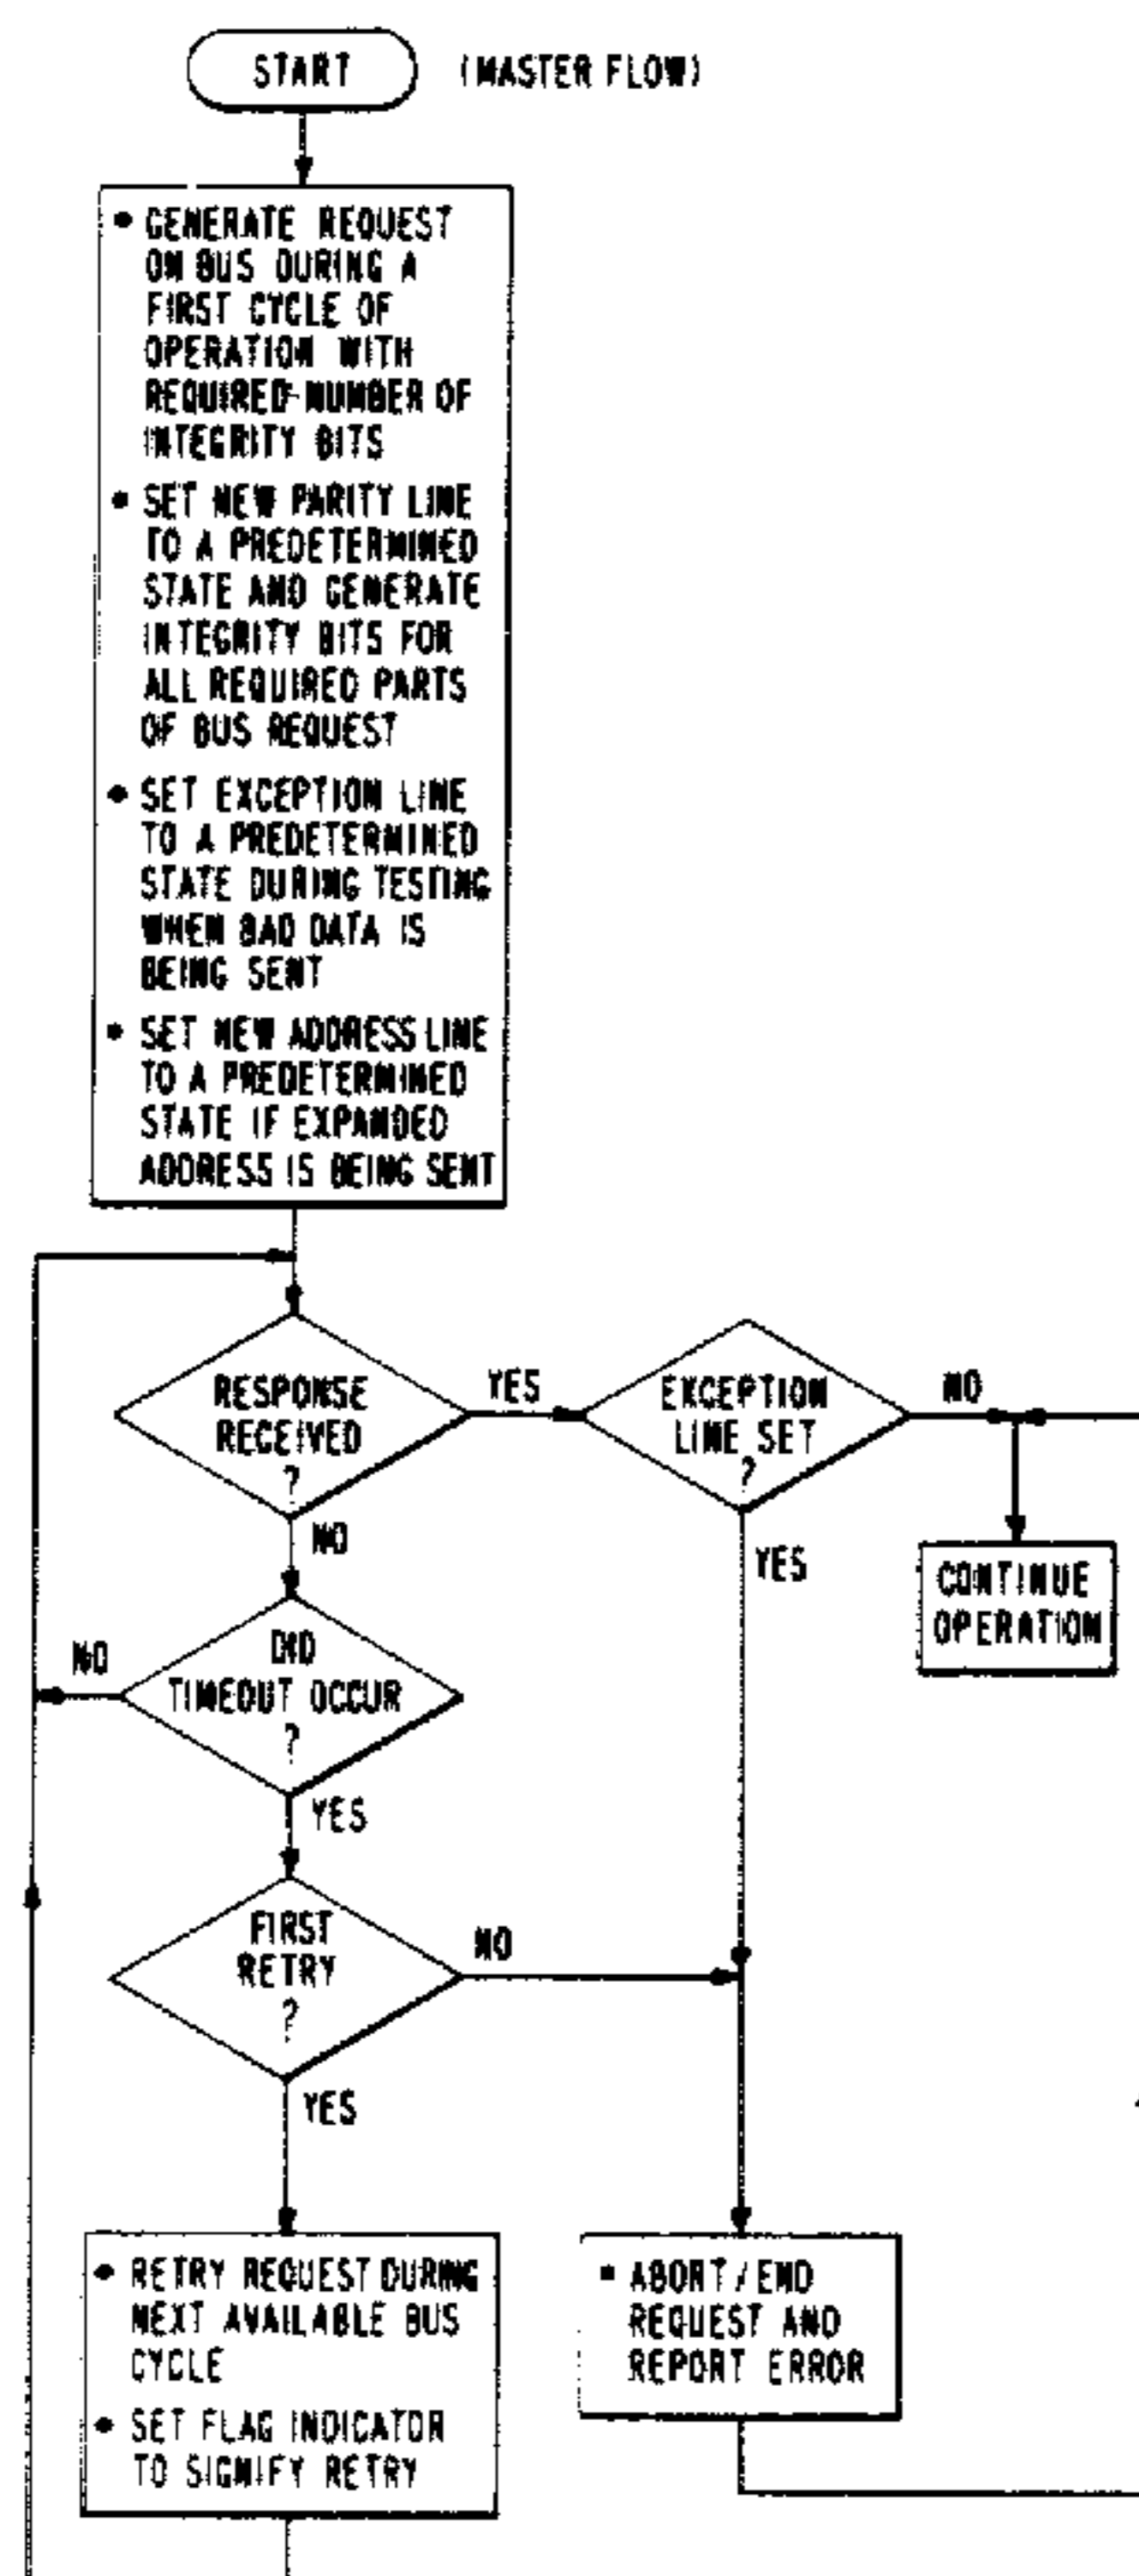 START (MASTER FLOW)
• GENERATE REQUEST
ON BUS DURING A
FIRST CYCLE OF
OPERATION WITH
REQUIRED NUMBER OF
INTEGRITY BITS
• SET NEW PARITY LINE
TO A PREDETERMINED
STATE AND GENERATE
INTEGRITY BITS FOR
ALL REQUIRED PARTS
OF BUS REQUEST
• SET EXCEPTION LINE
TO A PREDETERMINED
STATE DURING TESTING
WHEN BAD DATA IS
BEING SENT
• SET NEW ADDRESS LINE
TO A PREDETERMINED
STATE IF EXPANDED
ADDRESS IS BEING SENT
RESPONSE
RECEIVED
?
YES
EXCEPTION
LINE SET
?
NO
NO
YES
CONTINUE
OPERATION
DID
TIMEOUT OCCUR
?
NO
YES
FIRST
RETRY
?
NO
YES
• RETRY REQUEST DURING
NEXT AVAILABLE BUS
CYCLE
• SET FLAG INDICATOR
TO SIGNIFY RETRY
• ABORT/END
REQUEST AND
REPORT ERROR